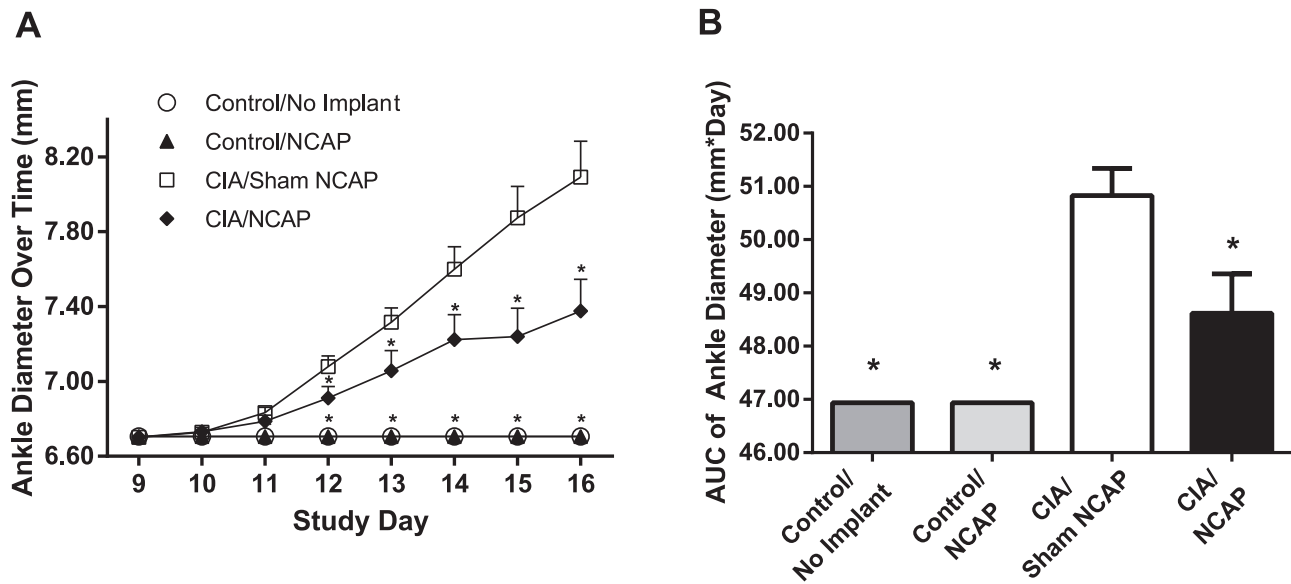 A
Ankle Diameter Over Time (mm)
Control/No Implant
Control/NCAP
CIA/Sham NCAP
CIA/NCAP
8.20
7.80
7.40
7.00
6.60
*
*
*
*
*
*
*
*
*
*
9
10
11
12
13
14
15
16
Study Day
B
AUC of Ankle Diameter (mm*Day)
52.00
51.00
50.00
49.00
48.00
47.00
46.00
*
*
*
Control/
No Implant
Control/
NCAP
CIA/
Sham NCAP
CIA/
NCAP